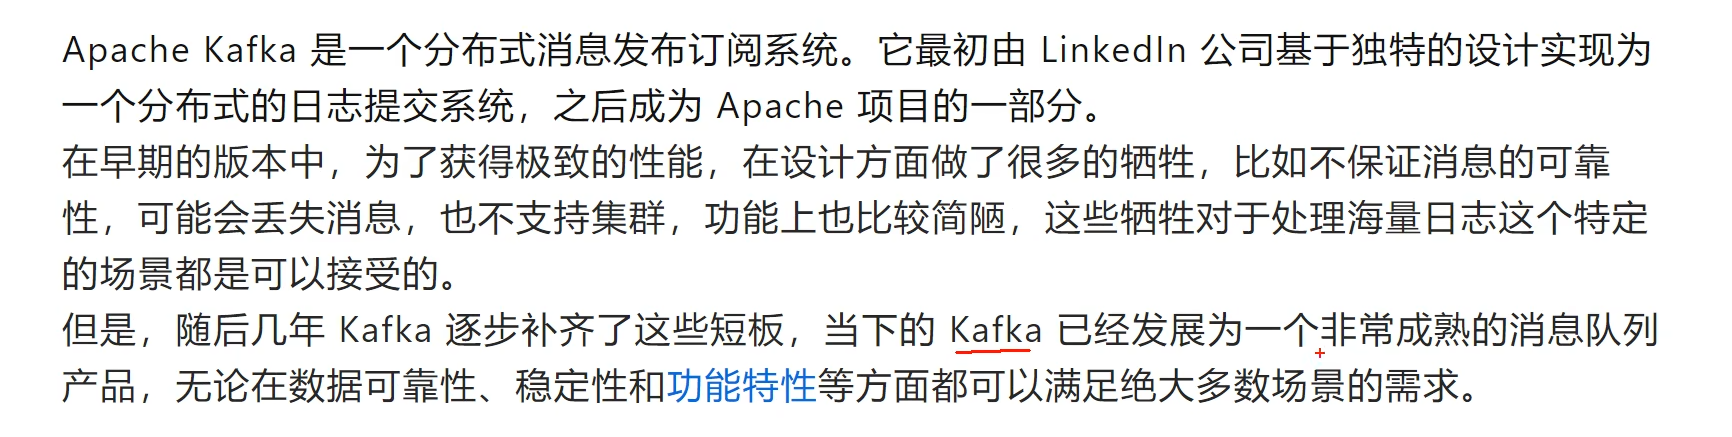 Apache Kafka 是一个分布式消息发布订阅系统。它最初由 LinkedIn 公司基于独特的设计实现为
一个分布式的日志提交系统，之后成为 Apache 项目的一部分。
在早期的版本中，为了获得极致的性能，在设计方面做了很多的牺牲，比如不保证消息的可靠
性，可能会丢失消息，也不支持集群，功能上也比较简陋，这些牺牲对于处理海量日志这个特定
的场景都是可以接受的。
但是，随后几年 Kafka 逐步补齐了这些短板，当下的 Kafka 已经发展为一个非常成熟的消息队列
产品，无论在数据可靠性、稳定性和功能特性等方面都可以满足绝大多数场景的需求。